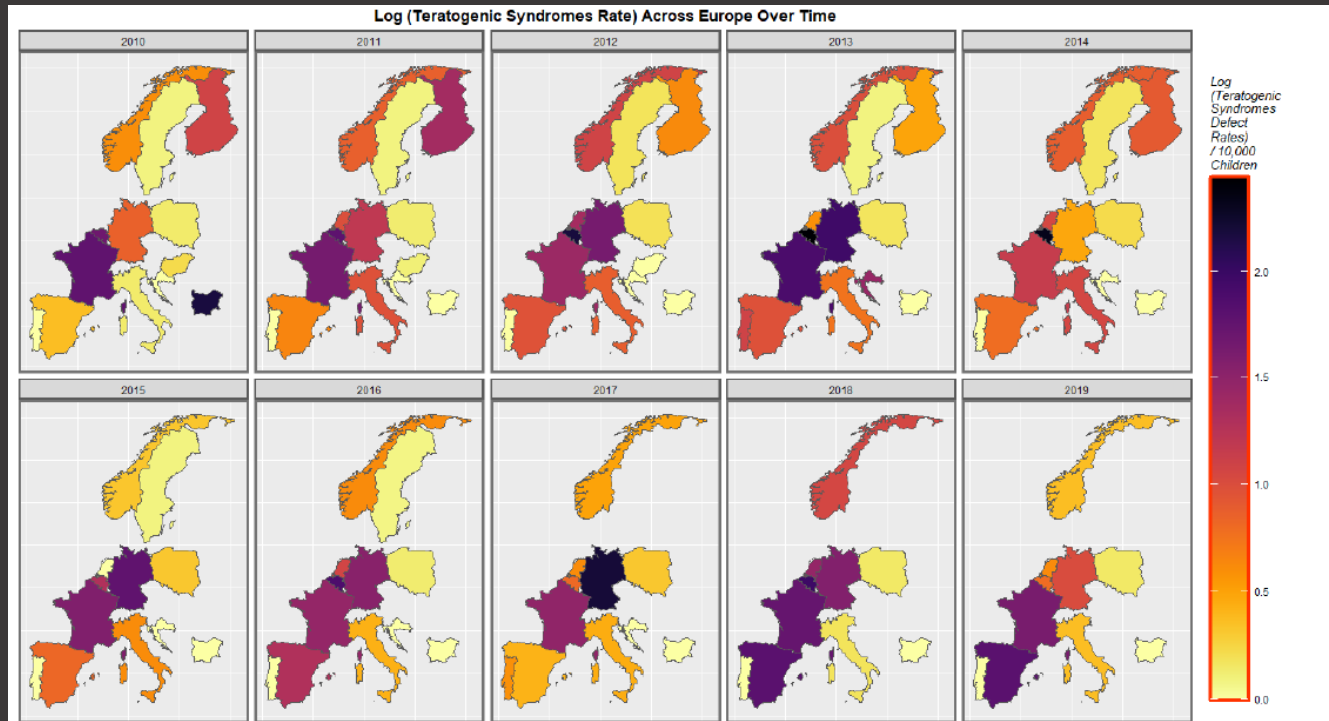 Log (Teratogenic Syndromes Rate) Across Europe Over Time
2010
2011
2012
2013
2014
Log
(Teratogenic
Syndromes
Defect
Rates)
/ 10,000
Children
2.0
1.5
1.0
0.5
0.0
2015
2016
2017
2018
2019